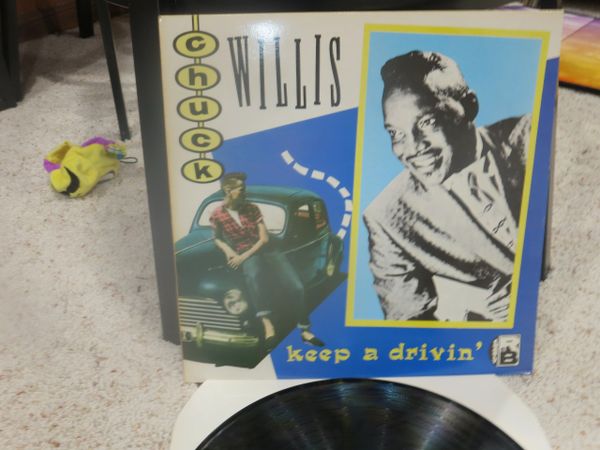 chuck
WILLIS
keep a drivin'
R
B